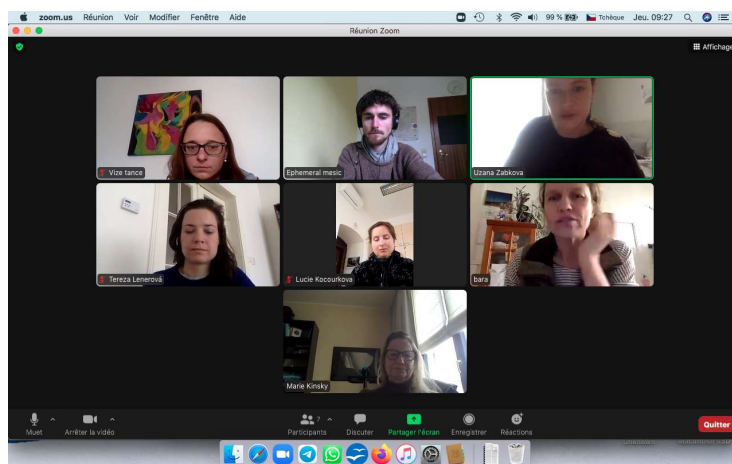 zoom.us Réunion Voir Modifier Fenêtre Aide 99 % Tchèque Jeu. 09:27
Réunion Zoom
Affichage
Vize tance
Ephemeral mesic
Uzana Zabkova
Tereza Lenerová
Lucie Kocourkova
bara
Marie Kinsky
7
Muet Arrêter la vidéo Participants Discuter Partager l'écran Enregistrer Réactions Quitter